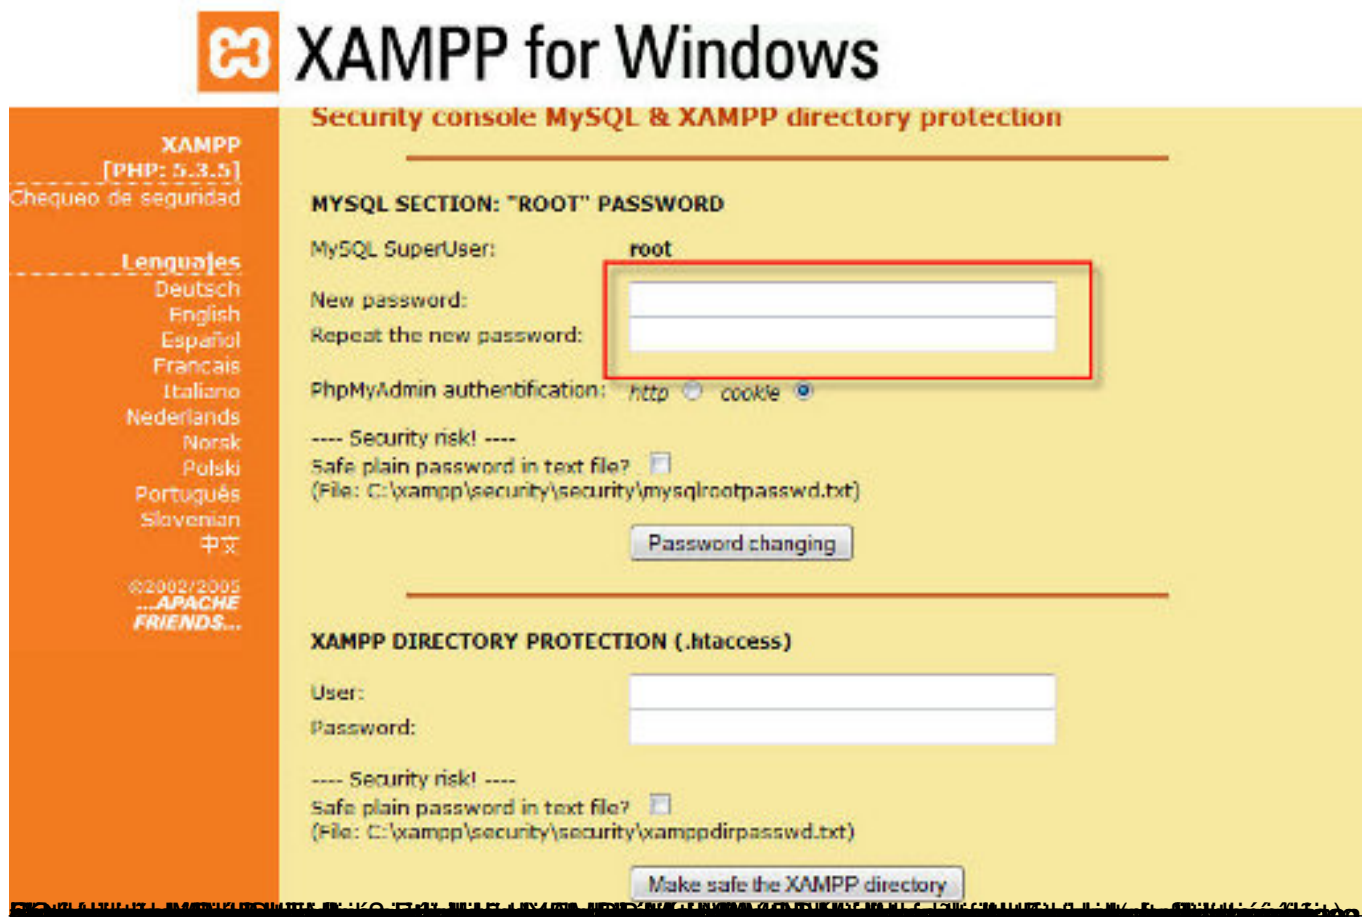 XAMPP for Windows
Security console MySQL & XAMPP directory protection
XAMPP
[PHP: 5.3.5]
Chequeo de seguridad
Lenguajes
Deutsch
English
Español
Francais
Italiano
Nederlands
Norsk
Polski
Português
Slovenian
中文
©2002/2005
...APACHE
FRIENDS...
MYSQL SECTION: "ROOT" PASSWORD
MySQL SuperUser: root
New password:
Repeat the new password:
PhpMyAdmin authentification: http cookie
---- Security risk! ----
Safe plain password in text file?
(File: C:\xampp\security\security\mysqlrootpasswd.txt)
Password changing
XAMPP DIRECTORY PROTECTION (.htaccess)
User:
Password:
---- Security risk! ----
Safe plain password in text file?
(File: C:\xampp\security\security\xamppdirpasswd.txt)
Make safe the XAMPP directory